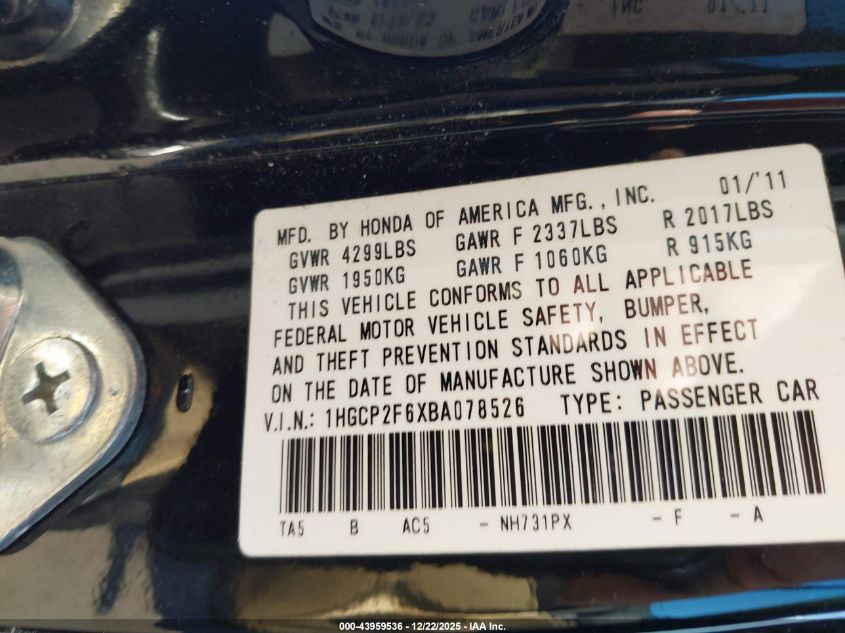 MFD. BY HONDA OF AMERICA MFG., INC. 01/'11
GVWR 4299LBS GAWR F 2337LBS R 2017LBS
GVWR 1950KG GAWR F 1060KG R 915KG
THIS VEHICLE CONFORMS TO ALL APPLICABLE
FEDERAL MOTOR VEHICLE SAFETY, BUMPER,
AND THEFT PREVENTION STANDARDS IN EFFECT
ON THE DATE OF MANUFACTURE SHOWN ABOVE.
V.I.N.: 1HGCP2F6XBA078526 TYPE: PASSENGER CAR
TA5 B AC5 - NH731PX - F - A
000-43959536 - 12/22/2025 - IAA Inc.